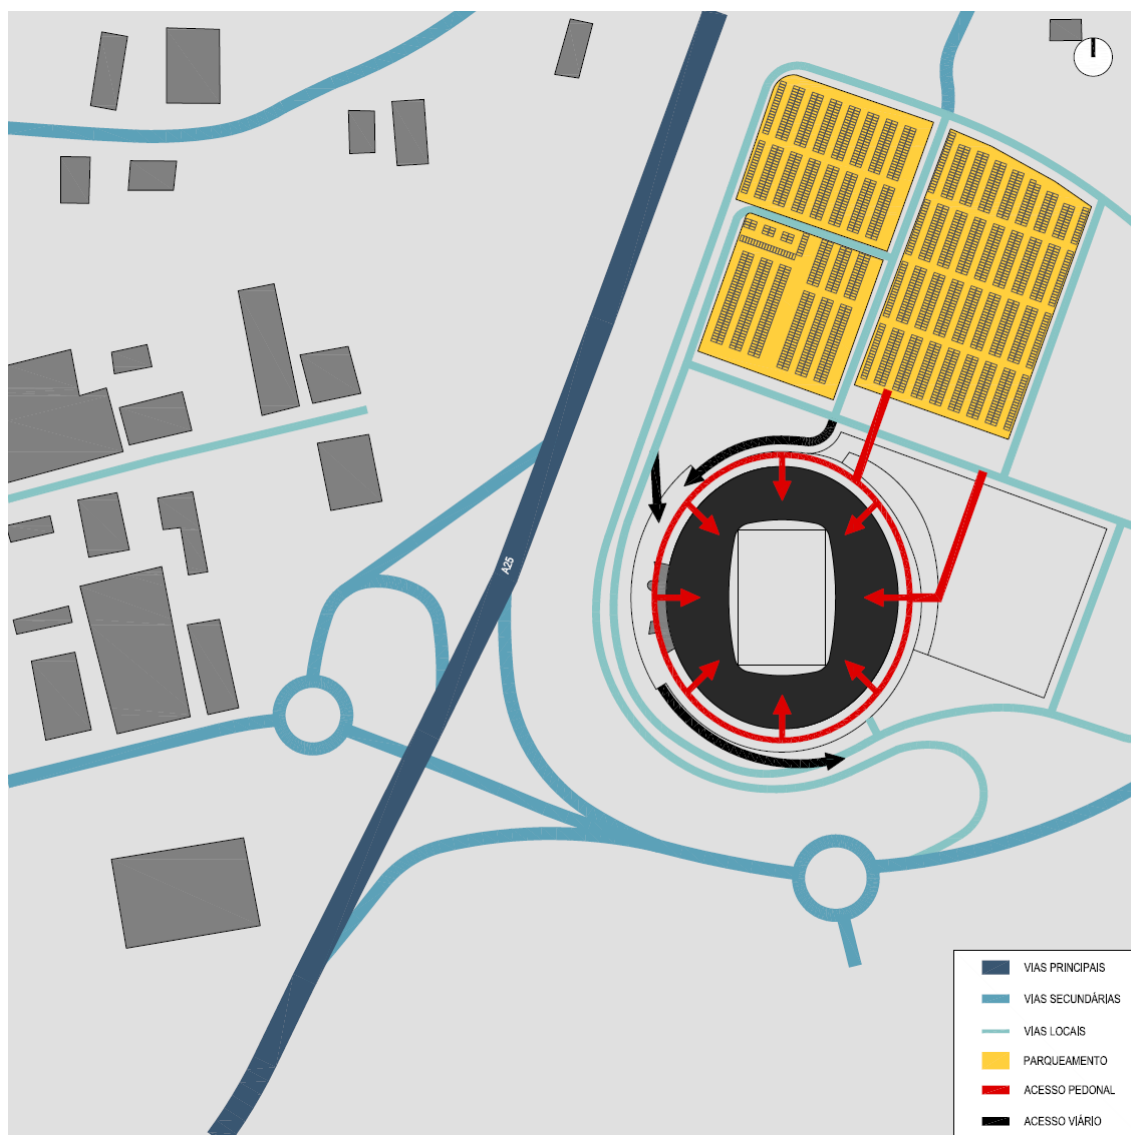 A25
VIAS PRINCIPAIS
VIAS SECUNDÁRIAS
VIAS LOCAIS
PARQUEAMENTO
ACESSO PEDONAL
ACESSO VIÁRIO